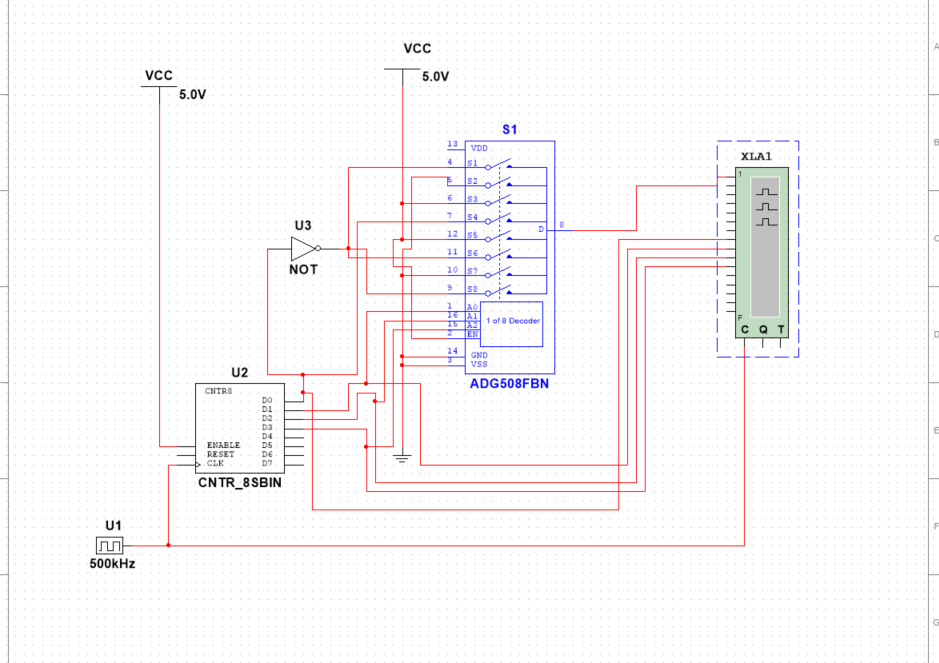 A
VCC
5.0V
VCC
5.0V
B
S1
13 VDD
4 S1
5 S2
6 S3
7 S4
12 S5
11 S6
10 S7
9 S8
D 8
1 A0
16 A1
15 A2
2 EN
1 of 8 Decoder
14 GND
3 VSS
ADG508FBN
XLA1
1
F
C Q T
C
U3
NOT
D
U2
CNTR8
D0
D1
D2
D3
D4
ENABLE D5
RESET D6
CLK D7
CNTR_8SBIN
E
U1
500kHz
F
G